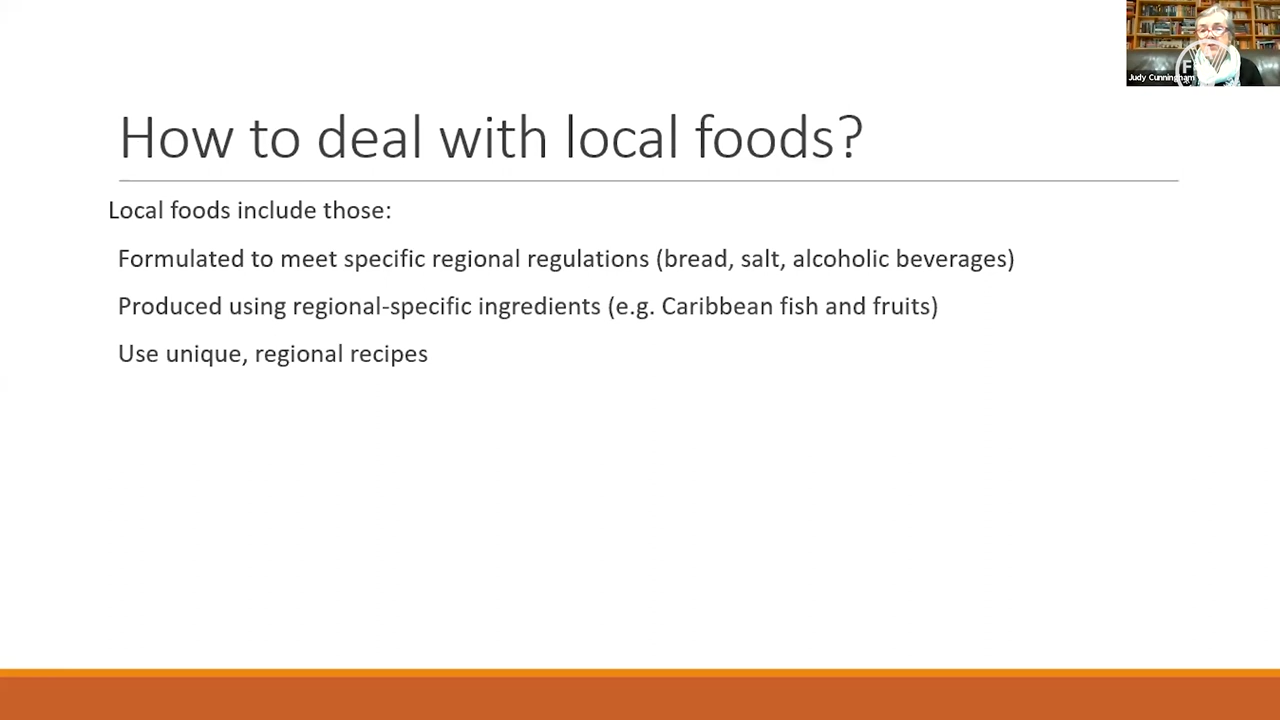 Judy Cunningham
How to deal with local foods?
Local foods include those:
Formulated to meet specific regional regulations (bread, salt, alcoholic beverages)
Produced using regional-specific ingredients (e.g. Caribbean fish and fruits)
Use unique, regional recipes